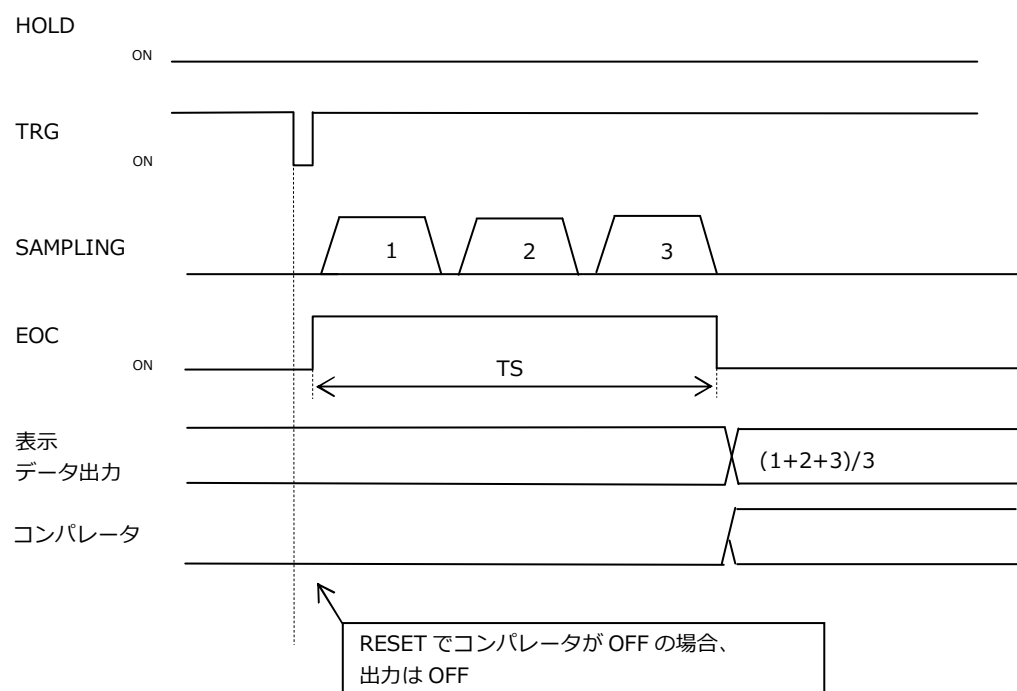 HOLD
ON
TRG
ON
SAMPLING
1 2 3
EOC
ON
TS
表示
データ出力
(1+2+3)/3
コンパレータ
RESET でコンパレータが OFF の場合、
出力は OFF